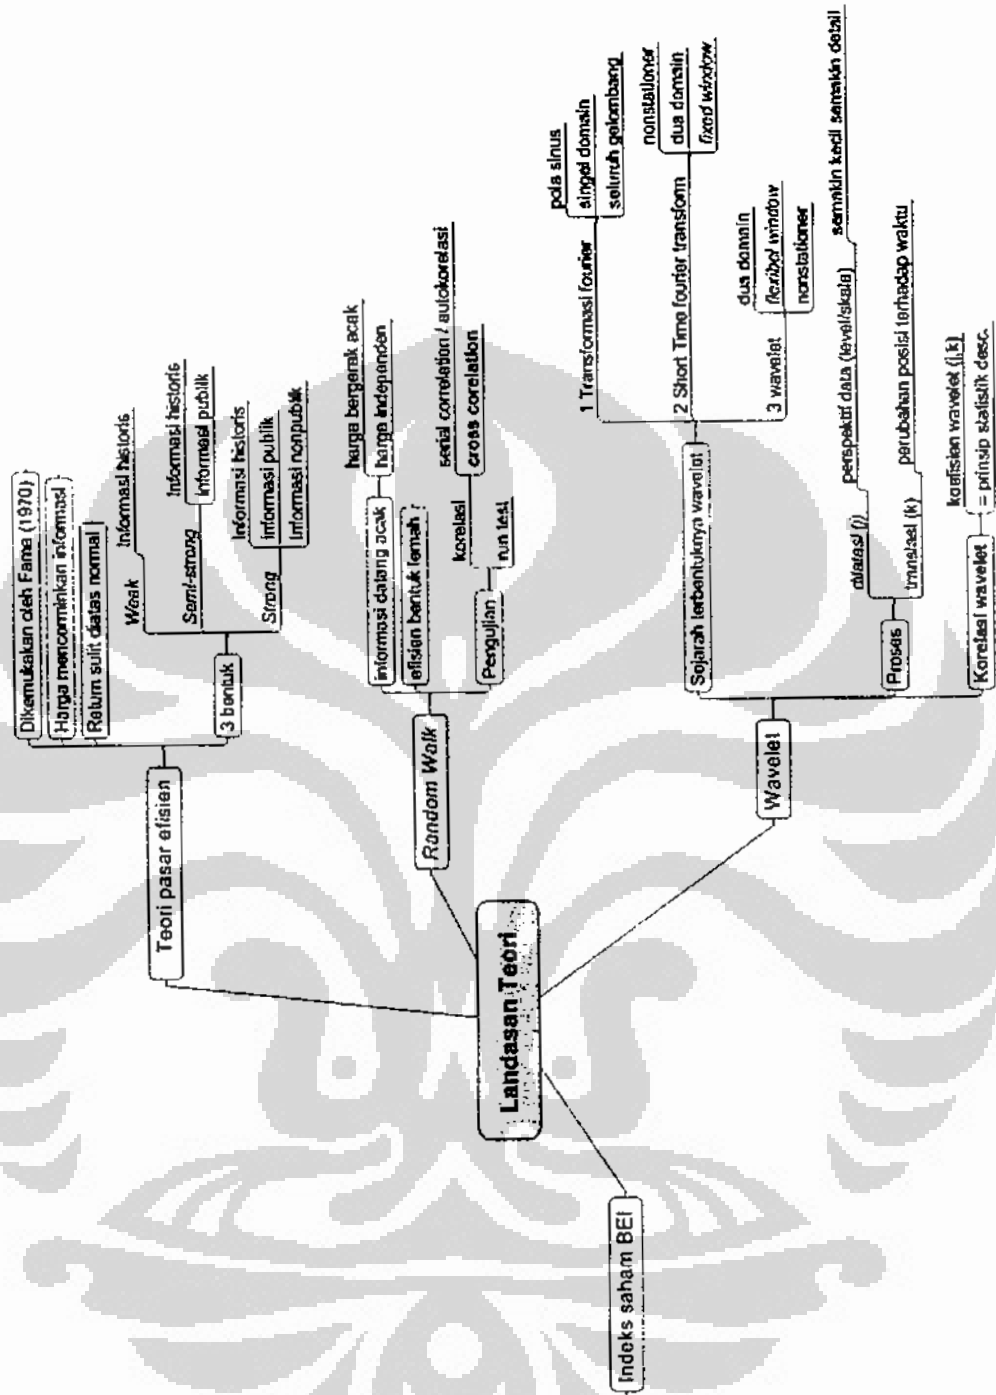 Landasan Teori
Teori pasar efisien
Dikemukakan oleh Fama (1970)
Harga mencerminkan informasi
Return sulit diatas normal
3 bentuk
Weak
Informasi historis
Semi-strong
Informasi historis
Informasi publik
Strong
Informasi historis
informasi publik
Informasi nonpublik
Random Walk
informasi datang acak
harga bergerak acak
harga independen
efisien bentuk lemah
Pengujian
korelasi
serial correlation / autokorelasi
cross correlation
run test
Wavelet
Sejarah terbentuknya wavelet
1 Transformasi fourier
pola sinus
singel domain
seluruh gelombang
2 Short Time fourier transform
nonstationer
dua domain
fixed window
3 wavelet
dua domain
flexibel window
nonstationer
Proses
dilatasi (j)
perspektif data (level/skala)
semakin kecil semakin detail
translasi (k)
perubahan posisi terhadap waktu
Korelasi wavelet
koefisien wavelet (j,k)
= prinsip statistik desc.
Indeks saham BEI